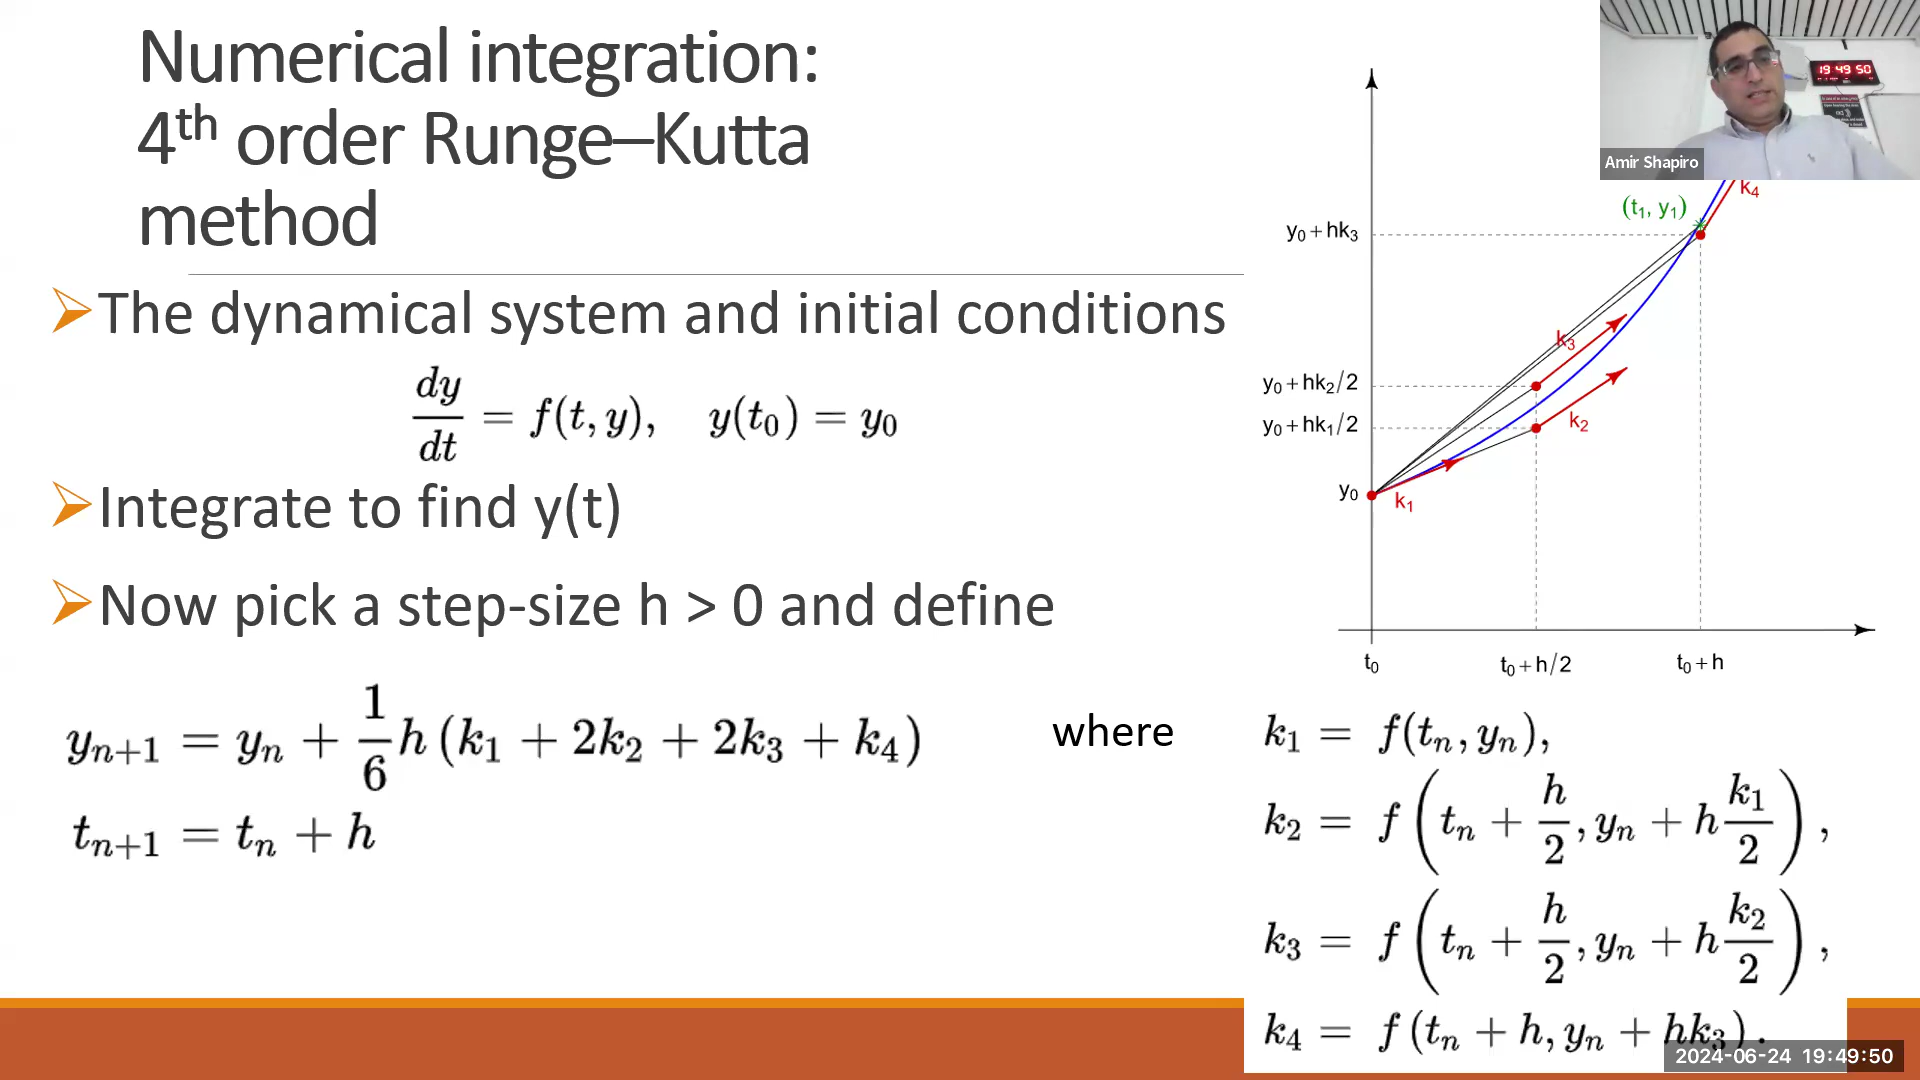 Numerical integration:
4th order Runge–Kutta
method
The dynamical system and initial conditions
dy/dt = f(t, y), y(t₀) = y₀
Integrate to find y(t)
Now pick a step-size h > 0 and define
yₙ₊₁ = yₙ + 1/6 h (k₁ + 2k₂ + 2k₃ + k₄)
tₙ₊₁ = tₙ + h
where
k₁ = f(tₙ, yₙ),
k₂ = f(tₙ + h/2, yₙ + h k₁/2),
k₃ = f(tₙ + h/2, yₙ + h k₂/2),
k₄ = f(tₙ + h, yₙ + hk₃).
19 49 50
Amir Shapiro
k₄
(t₁, y₁)
y₀+hk₃
k₃
y₀+hk₂/2
y₀+hk₁/2
k₂
y₀
k₁
t₀
t₀+h/2
t₀+h
2024-06-24 19:49:50